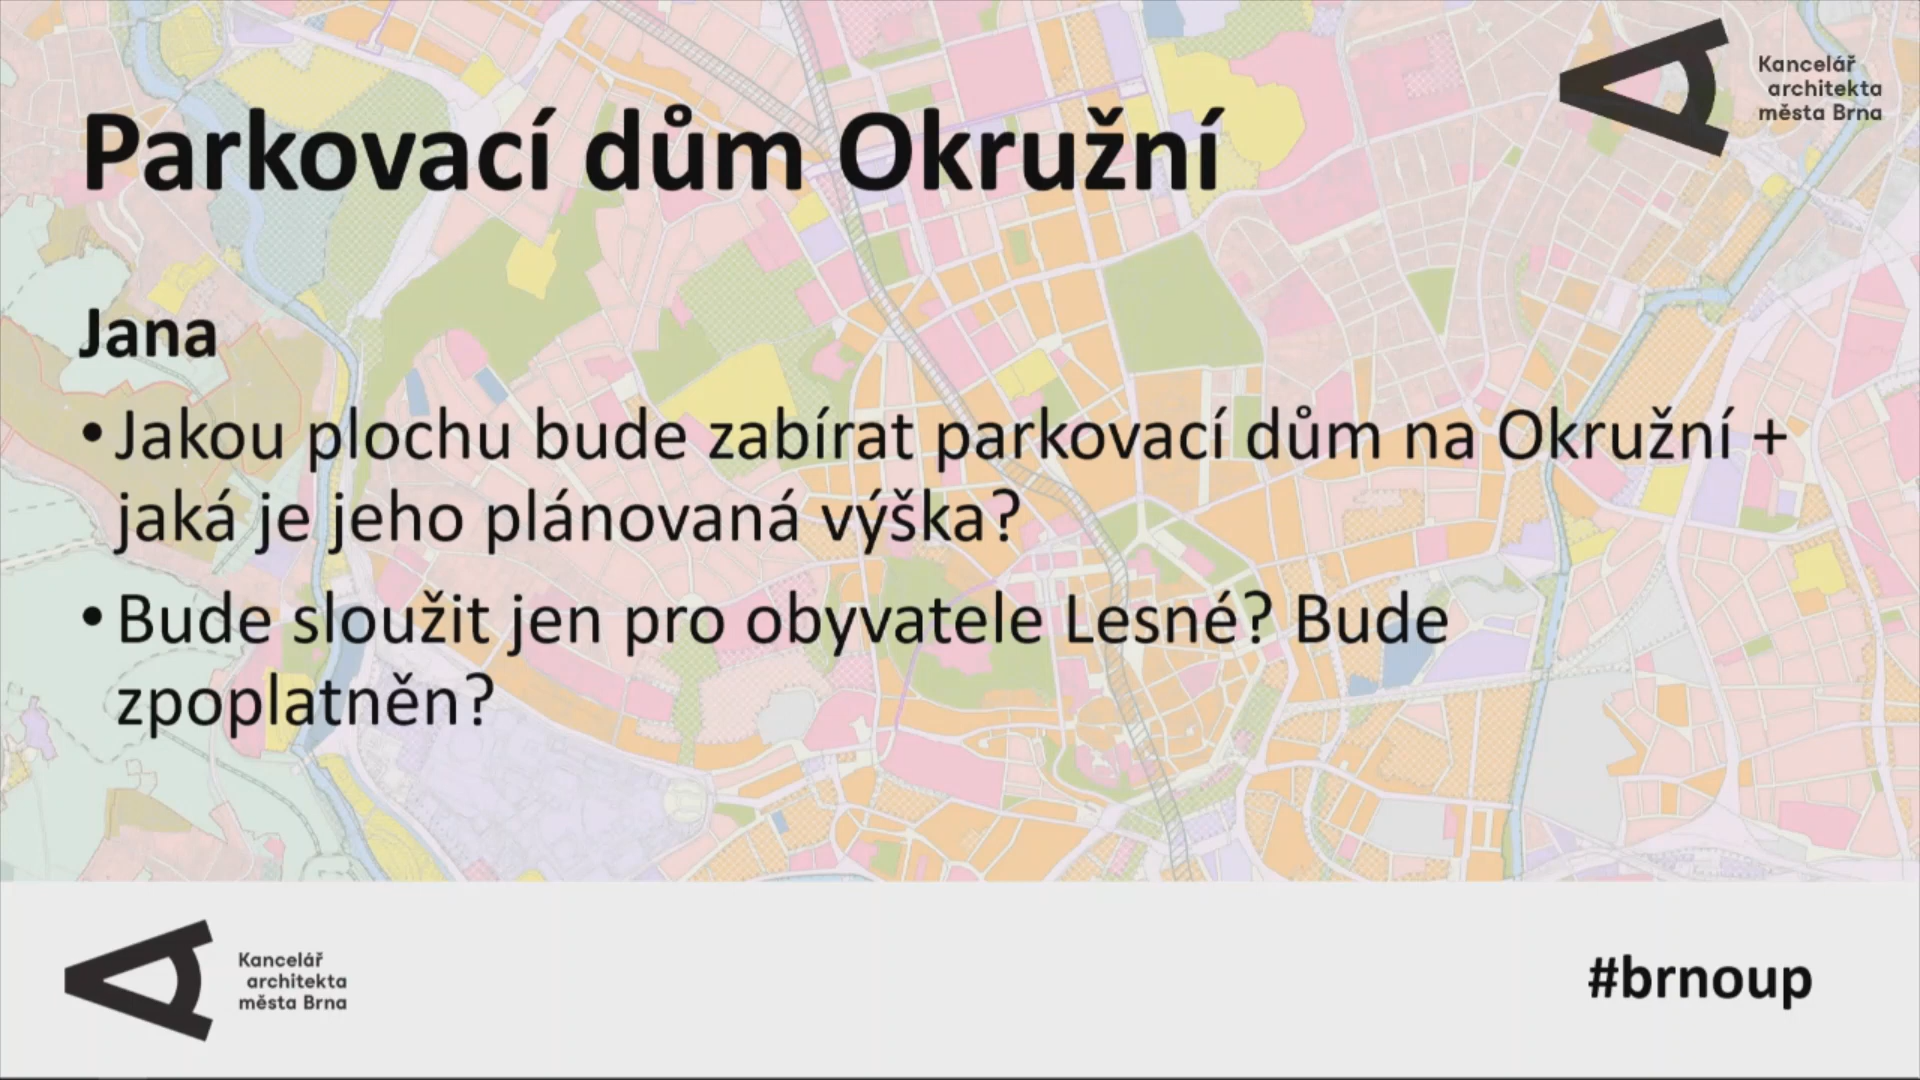 Kancelář
architekta
města Brna
Parkovací dům Okružní
Jana
•Jakou plochu bude zabírat parkovací dům na Okružní +
jaká je jeho plánovaná výška?
•Bude sloužit jen pro obyvatele Lesné? Bude
zpoplatněn?
Kancelář
architekta
města Brna
#brnoup